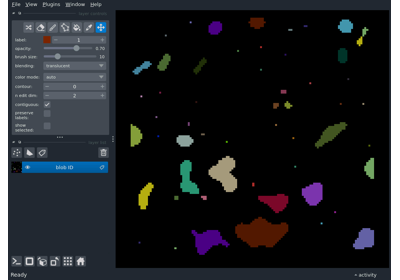 File View Plugins Window Help
label: 1
opacity: 0.70
brush size: 10
blending: translucent
color mode: auto
contour: 0
n edit dim: 2
contiguous:
preserve
labels:
show
selected:
blob ID
Ready
activity